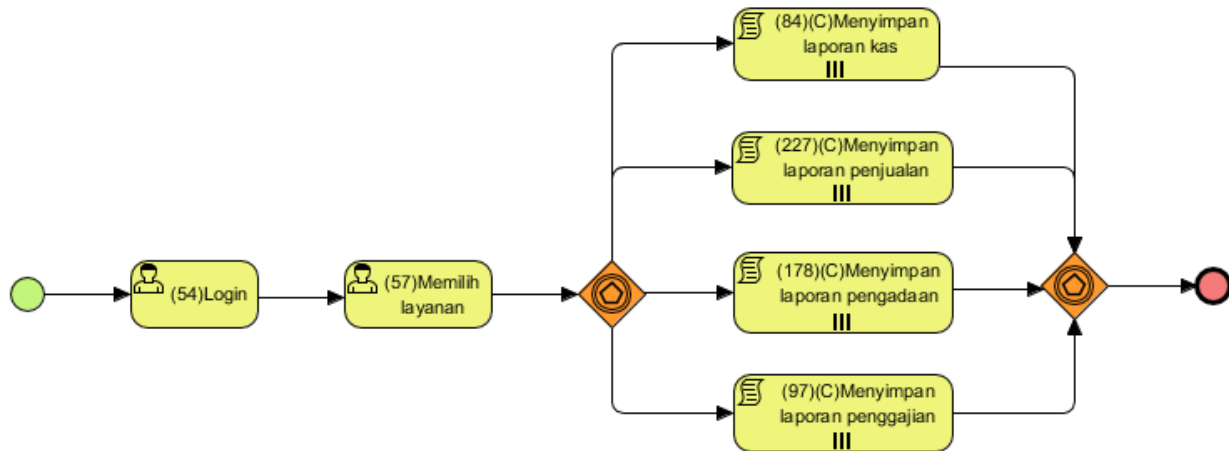 (84)(C)Menyimpan
laporan kas
(227)(C)Menyimpan
laporan penjualan
(54)Login
(57)Memilih
layanan
(178)(C)Menyimpan
laporan pengadaan
(97)(C)Menyimpan
laporan penggajian